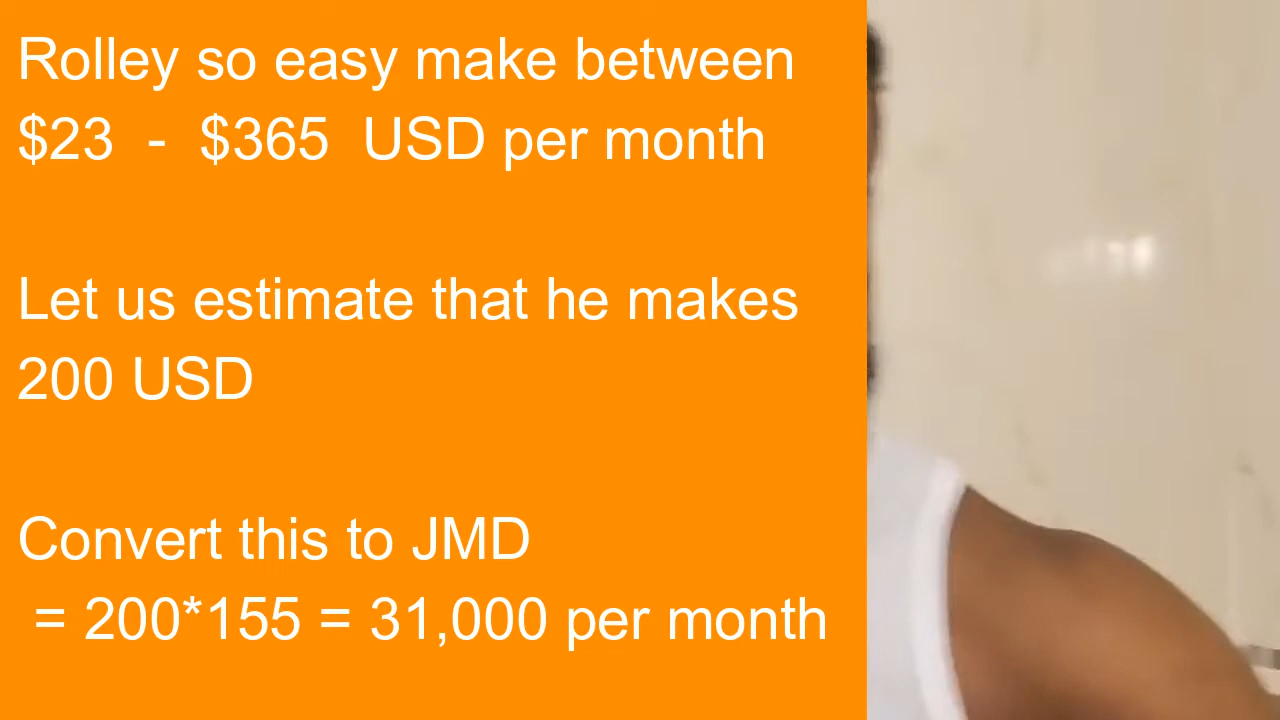 Rolley so easy make between
$23  -  $365  USD per month
Let us estimate that he makes
200 USD
Convert this to JMD
= 200*155 = 31,000 per month